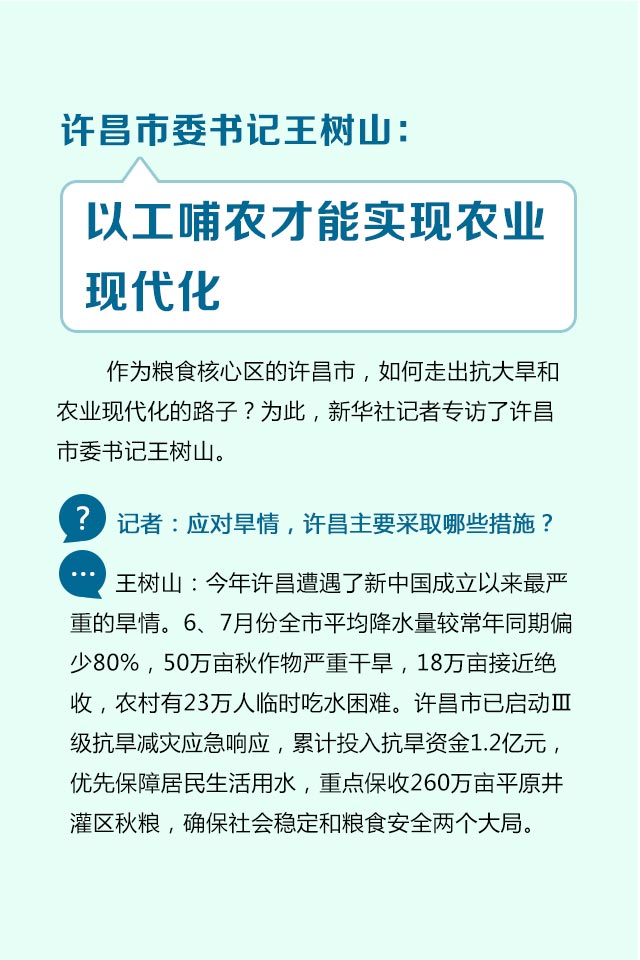 许昌市委书记王树山：
以工哺农才能实现农业
现代化
作为粮食核心区的许昌市，如何走出抗大旱和
农业现代化的路子？为此，新华社记者专访了许昌
市委书记王树山。
? 记者：应对旱情，许昌主要采取哪些措施？
… 王树山：今年许昌遭遇了新中国成立以来最严
重的旱情。6、7月份全市平均降水量较常年同期偏
少80%，50万亩秋作物严重干旱，18万亩接近绝
收，农村有23万人临时吃水困难。许昌市已启动Ⅲ
级抗旱减灾应急响应，累计投入抗旱资金1.2亿元，
优先保障居民生活用水，重点保收260万亩平原井
灌区秋粮，确保社会稳定和粮食安全两个大局。